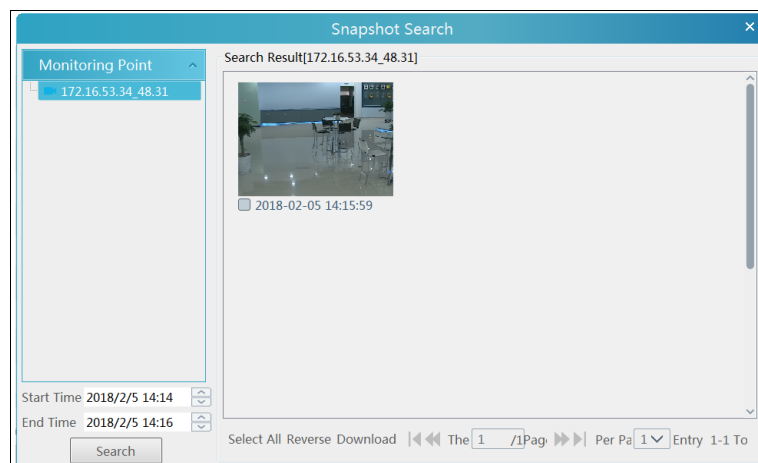 Snapshot Search
Monitoring Point
172.16.53.34_48.31
Search Result[172.16.53.34_48.31]
2018-02-05 14:15:59
Start Time 2018/2/5 14:14
End Time 2018/2/5 14:16
Search
Select All Reverse Download The 1 /1Page Per Pa 1 Entry 1-1 To